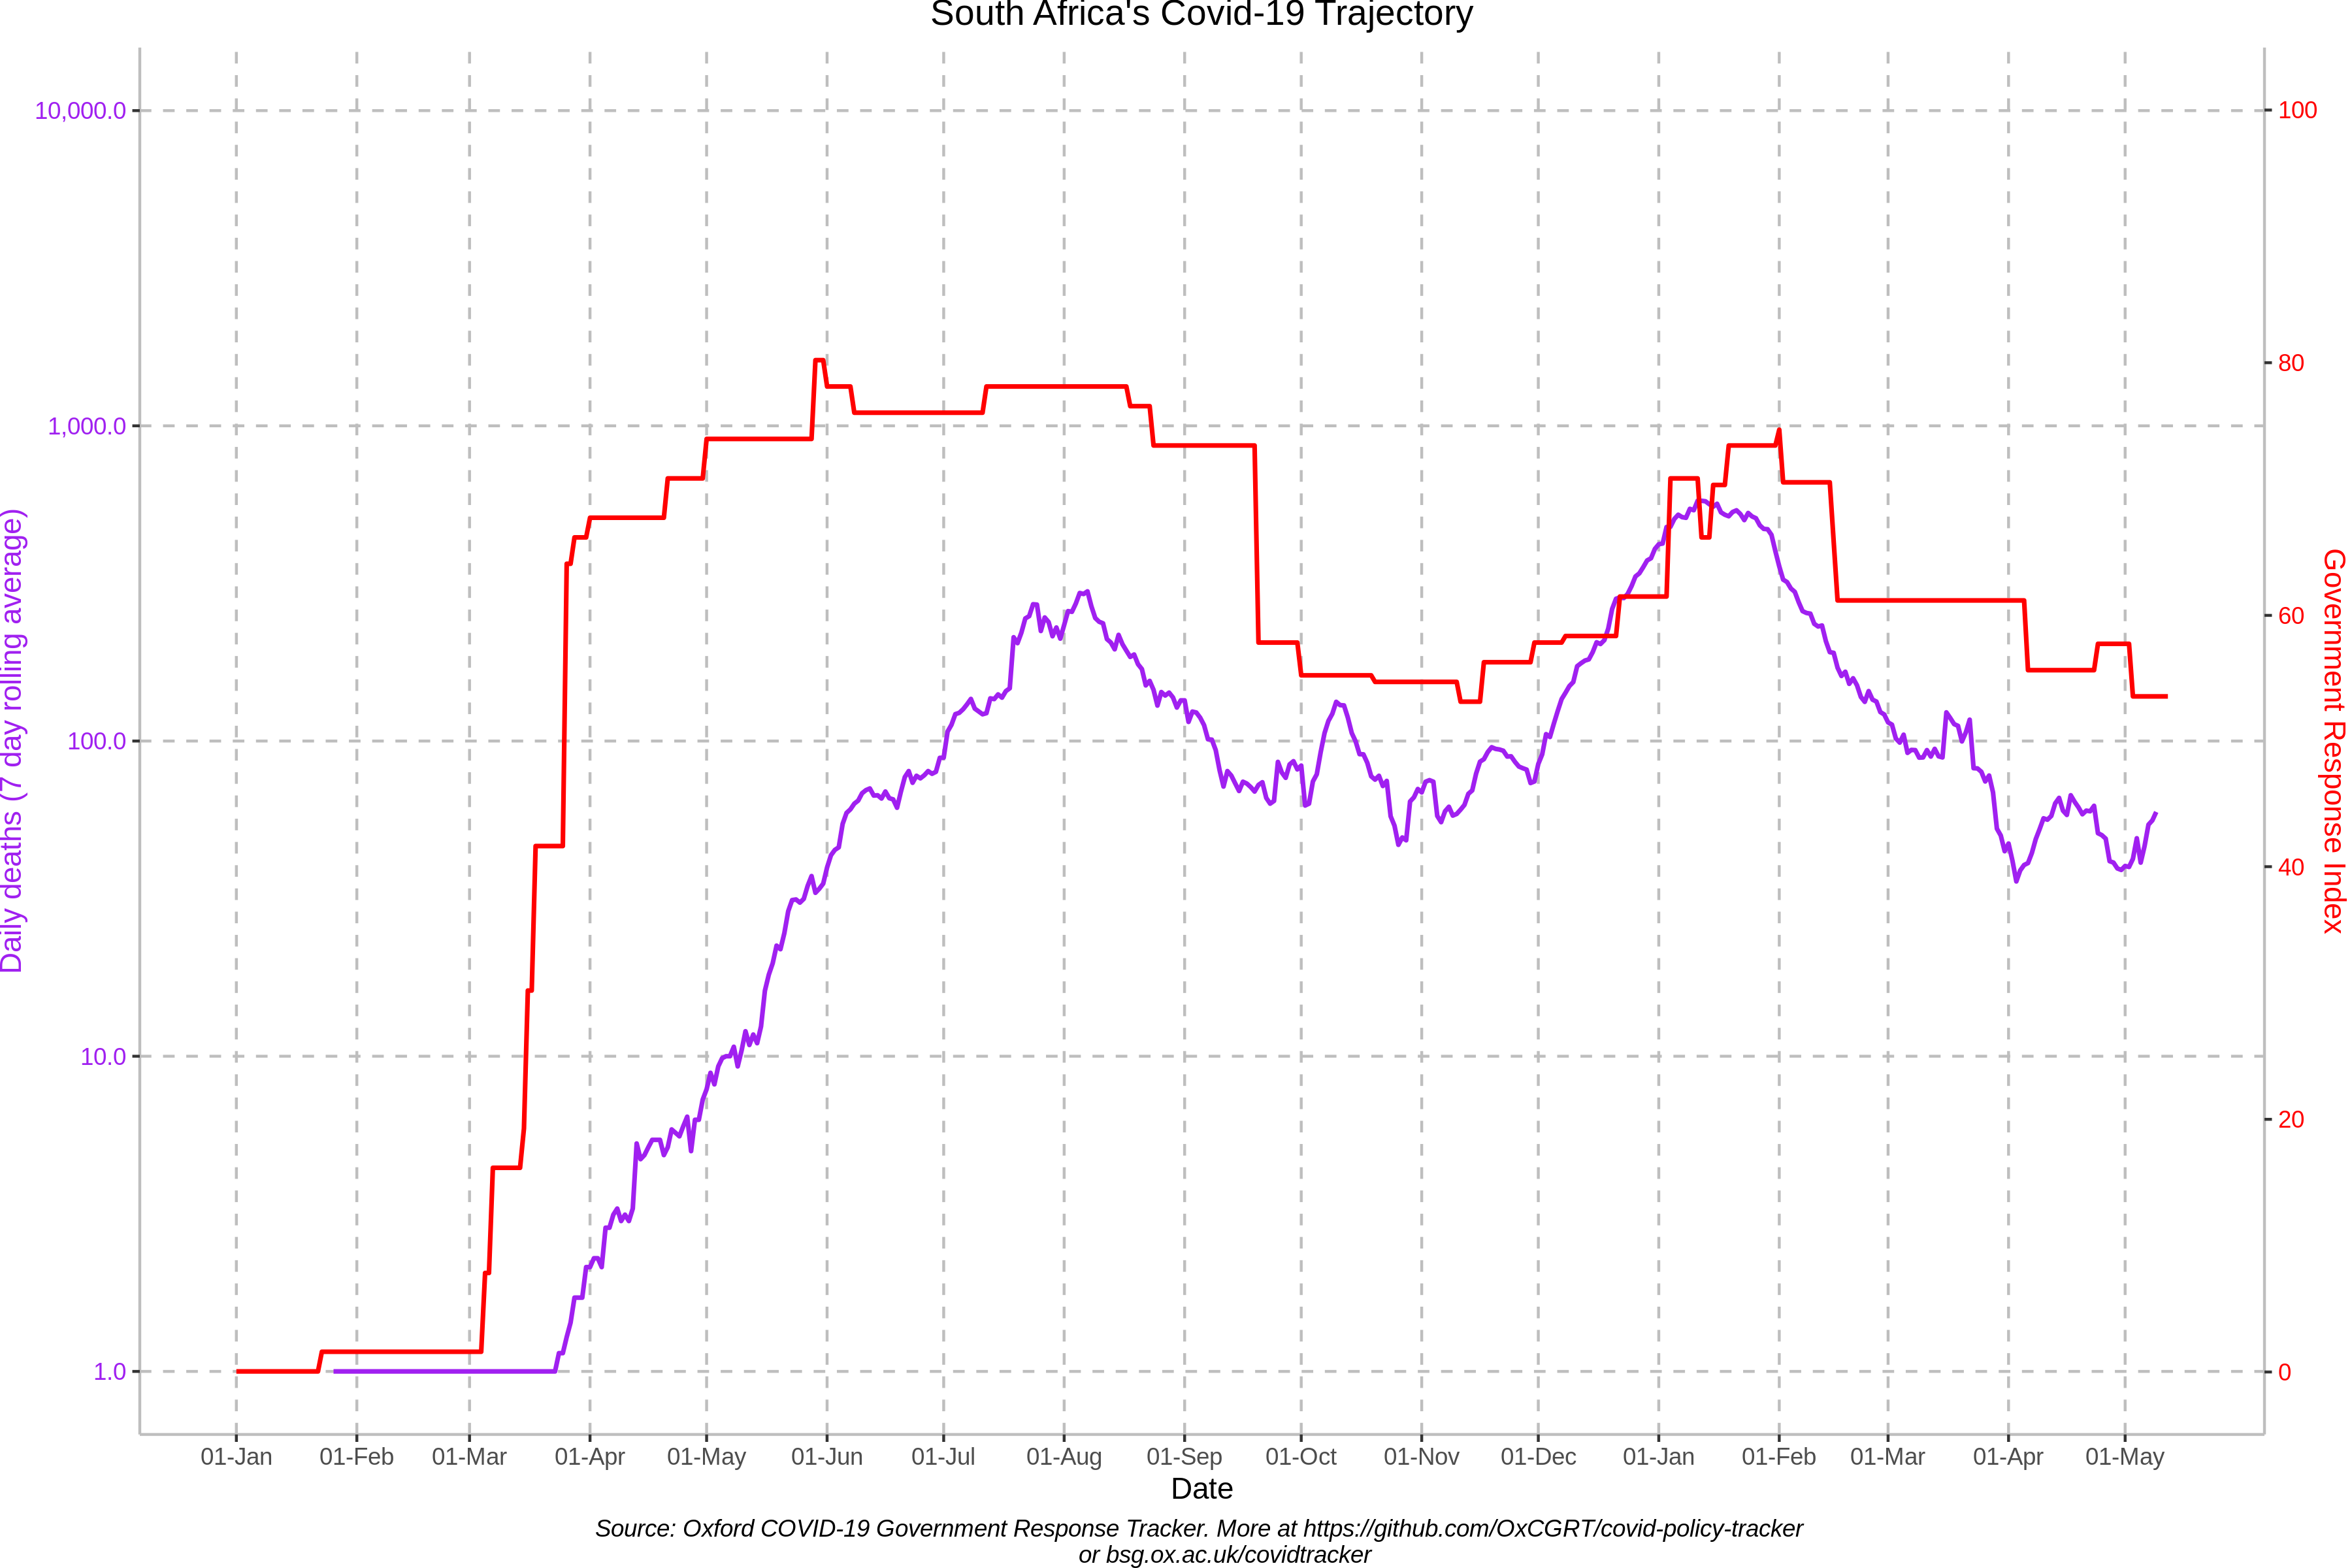 South Africa's Covid-19 Trajectory
10,000.0
1,000.0
100.0
10.0
1.0
Daily deaths (7 day rolling average)
100
80
60
40
20
0
Government Response Index
01-Jan 01-Feb 01-Mar 01-Apr 01-May 01-Jun 01-Jul 01-Aug 01-Sep 01-Oct 01-Nov 01-Dec 01-Jan 01-Feb 01-Mar 01-Apr 01-May
Date
Source: Oxford COVID-19 Government Response Tracker. More at https://github.com/OxCGRT/covid-policy-tracker
or bsg.ox.ac.uk/covidtracker